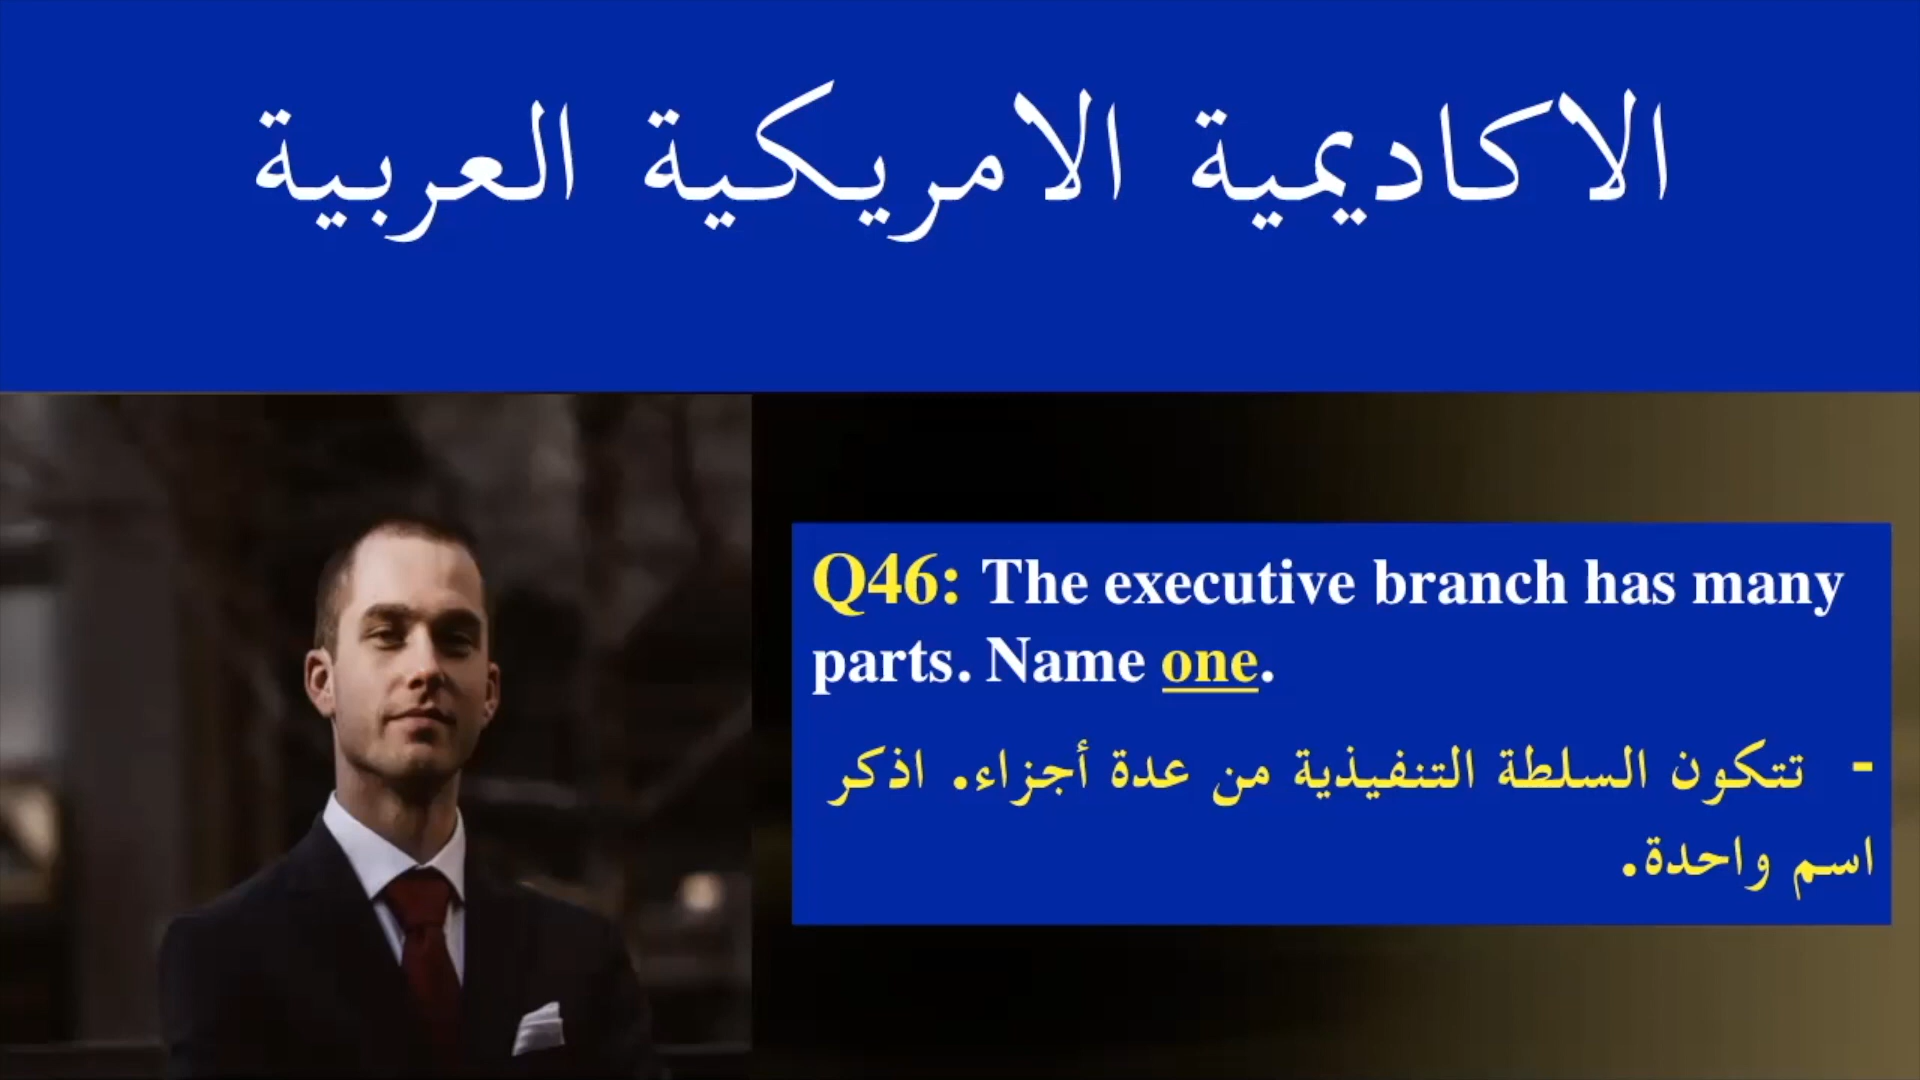 الاكاديمية الامريكية العربية
Q46: The executive branch has many
parts. Name one.
- تتكون السلطة التنفيذية من عدة أجزاء. اذكر
اسم واحدة.